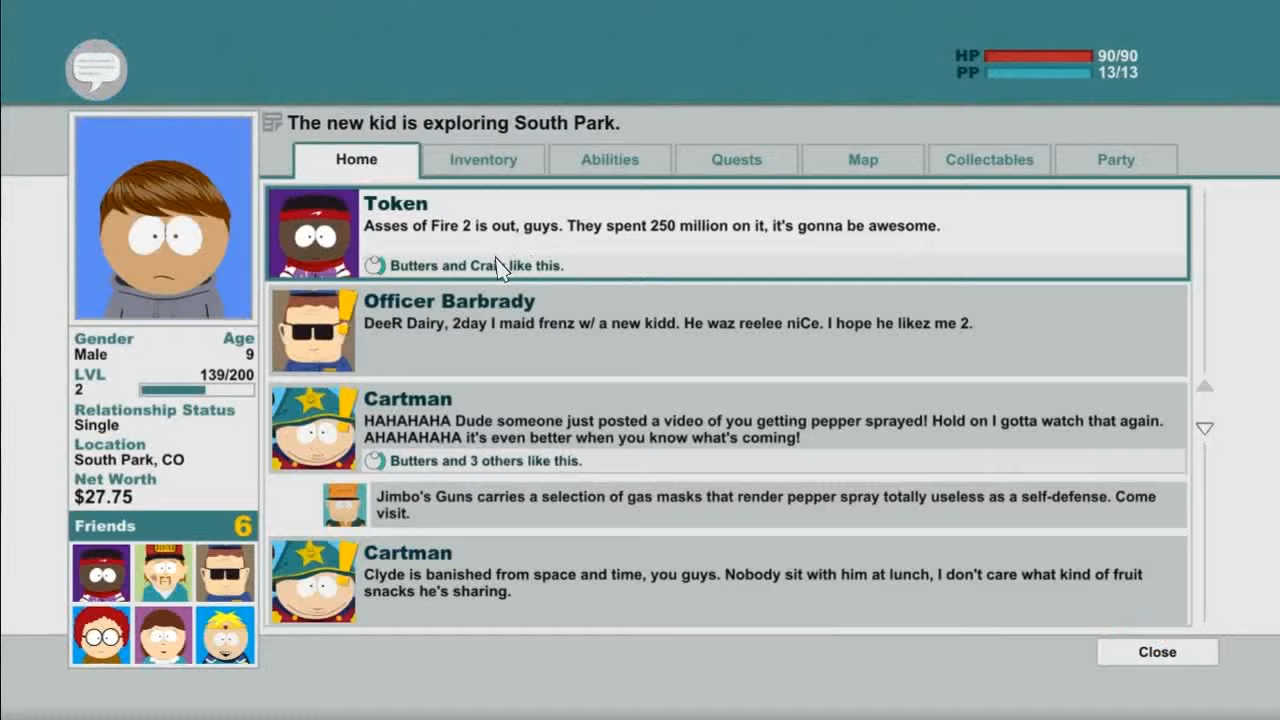 HP 90/90
PP 13/13
The new kid is exploring South Park.
Home Inventory Abilities Quests Map Collectables Party
Gender Age
Male 9
LVL 139/200
2
Relationship Status
Single
Location
South Park, CO
Net Worth
$27.75
Friends 6
Token
Asses of Fire 2 is out, guys. They spent 250 million on it, it's gonna be awesome.
Butters and Craig like this.
Officer Barbrady
DeeR Dairy, 2day I maid frenz w/ a new kidd. He waz reelee niCe. I hope he likez me 2.
Cartman
HAHAHAHA Dude someone just posted a video of you getting pepper sprayed! Hold on I gotta watch that again.
AHAHAHAHA it's even better when you know what's coming!
Butters and 3 others like this.
Jimbo's Guns carries a selection of gas masks that render pepper spray totally useless as a self-defense. Come
visit.
Cartman
Clyde is banished from space and time, you guys. Nobody sit with him at lunch, I don't care what kind of fruit
snacks he's sharing.
Close